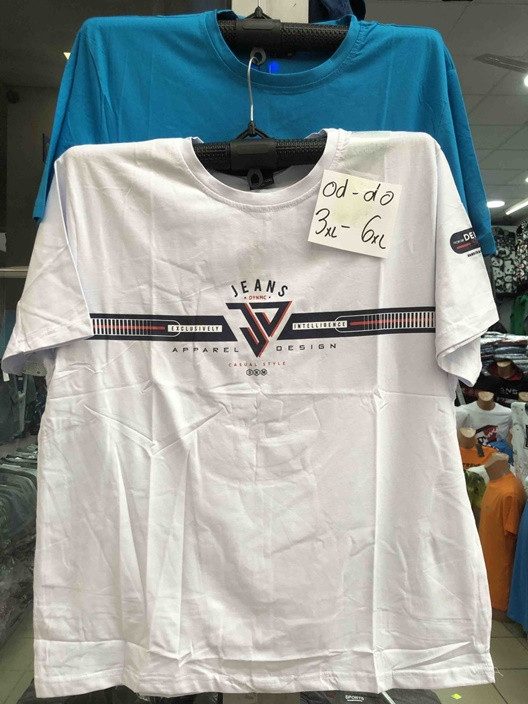 od-do
3XL-6XL
JEANS
DYNMC
EXCLUSIVELY INTELLIGENCE
APPAREL DESIGN
CASUAL STYLE